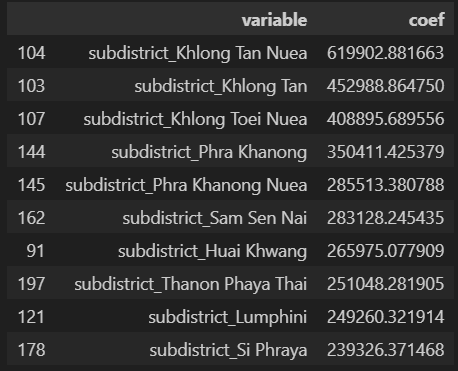 variable coef
104 subdistrict_Khlong Tan Nuea 619902.881663
103 subdistrict_Khlong Tan 452988.864750
107 subdistrict_Khlong Toei Nuea 408895.689556
144 subdistrict_Phra Khanong 350411.425379
145 subdistrict_Phra Khanong Nuea 285513.380788
162 subdistrict_Sam Sen Nai 283128.245435
91 subdistrict_Huai Khwang 265975.077909
197 subdistrict_Thanon Phaya Thai 251048.281905
121 subdistrict_Lumphini 249260.321914
178 subdistrict_Si Phraya 239326.371468